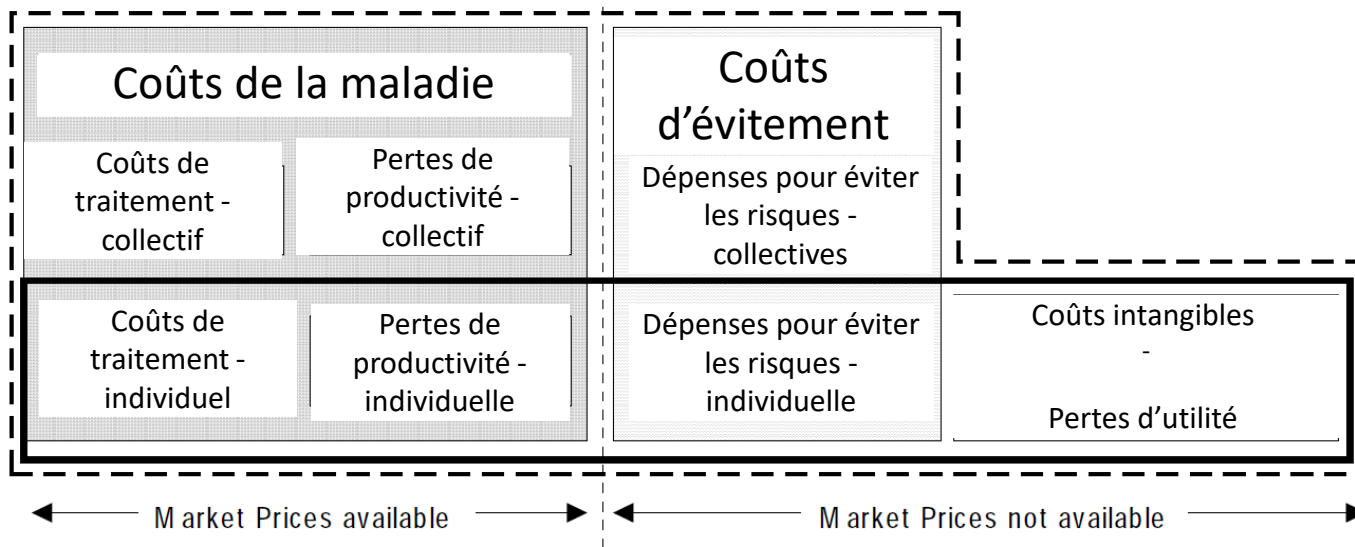 Coûts de la maladie
Coûts de
traitement -
collectif
Pertes de
productivité -
collectif
Coûts
d’évitement
Dépenses pour éviter
les risques -
collectives
Coûts de
traitement -
individuel
Pertes de
productivité -
individuelle
Dépenses pour éviter
les risques -
individuelle
Coûts intangibles
-
Pertes d’utilité
Market Prices available
Market Prices not available